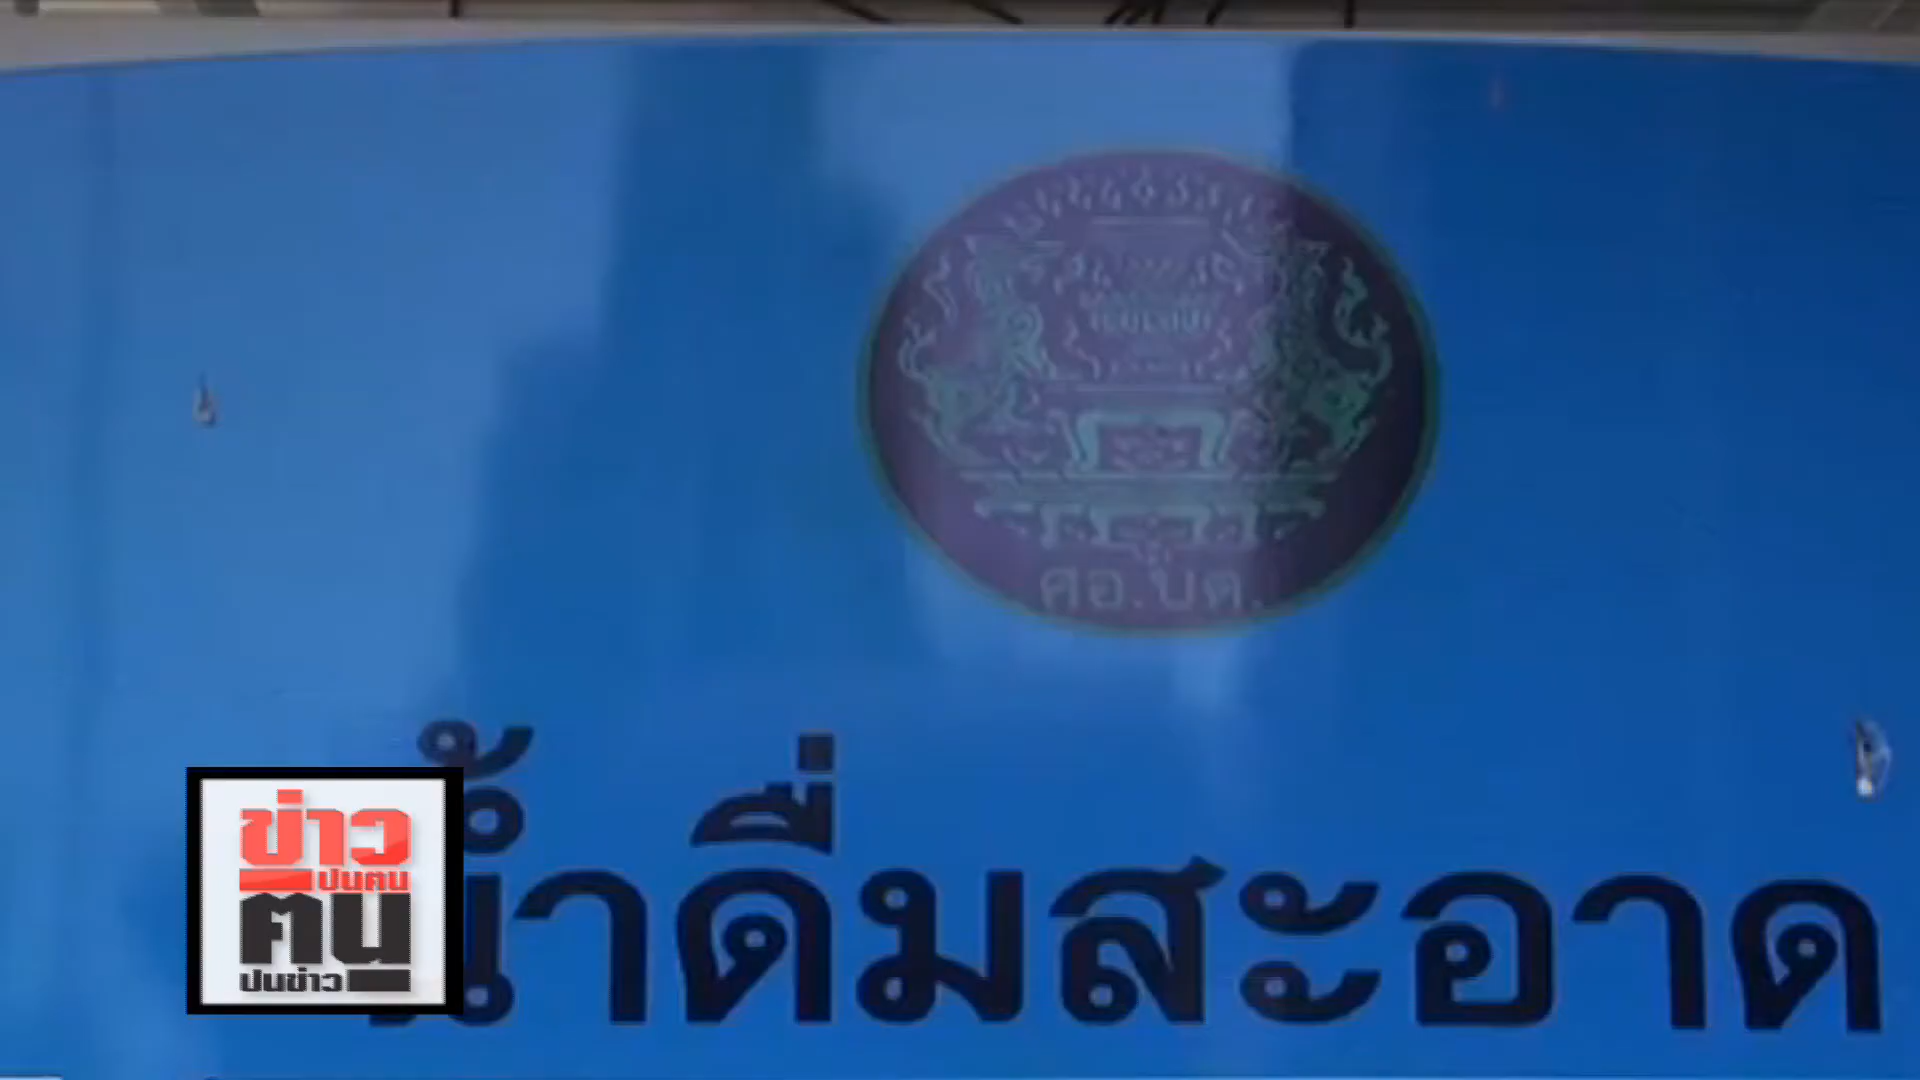 ศอ.บต.
น้ำดื่มสะอาด
ข่าว
ปนคน
คน
ปนข่าว